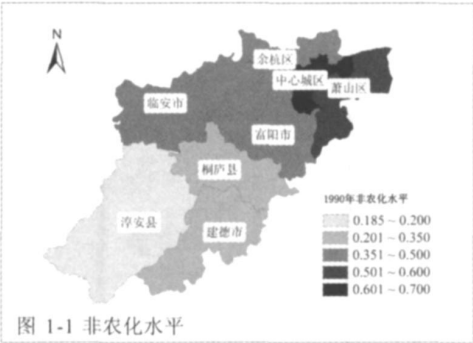 N
余杭区
中心城区
萧山区
临安市
富阳市
桐庐县
淳安县
建德市
1990年非农化水平
0.185 ~ 0.200
0.201 ~ 0.350
0.351 ~ 0.500
0.501 ~ 0.600
0.601 ~ 0.700
图 1-1 非农化水平